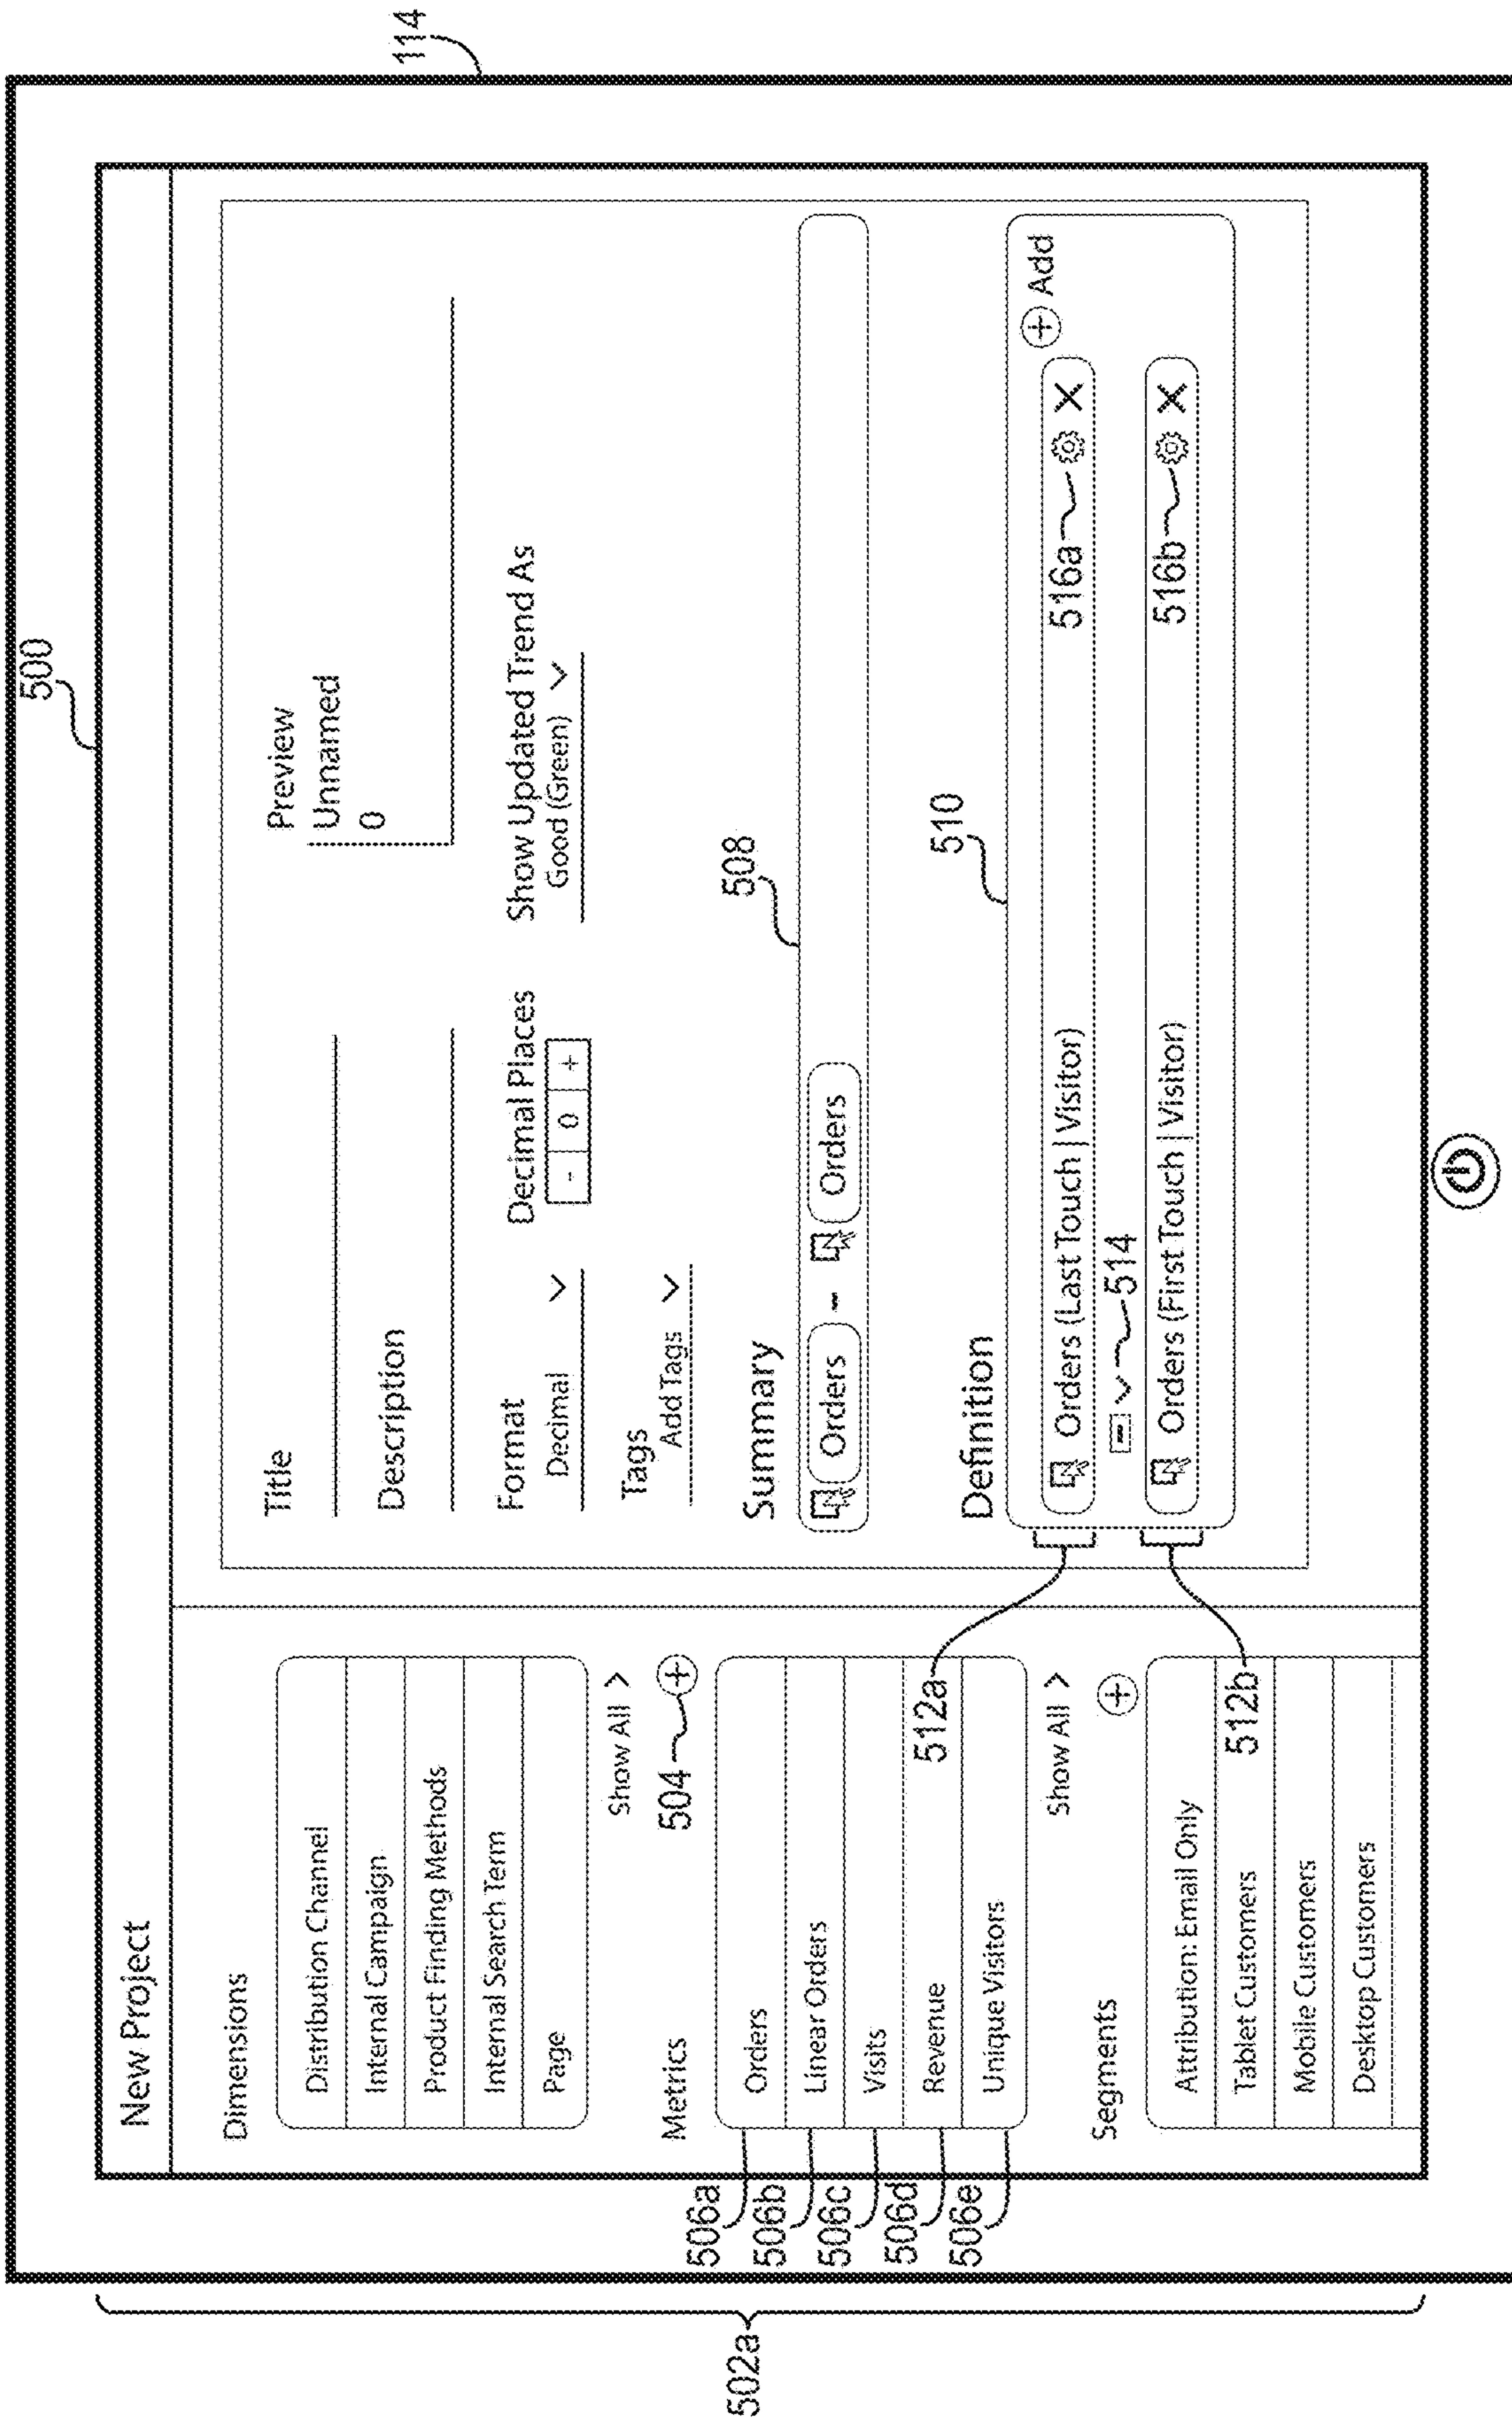 500
114
502a
New Project
Dimensions
Distribution Channel
Internal Campaign
Product Finding Methods
Internal Search Term
Page
Show All >
504
Metrics
506a
Orders
506b
Linear Orders
506c
Visits
506d
Revenue
506e
Unique Visitors
512a
Show All >
Segments
Attribution: Email Only
Tablet Customers
512b
Mobile Customers
Desktop Customers
Title
Preview
Unnamed
0
Description
Format
Decimal
Decimal Places
- 0 +
Show Updated Trend As
Good (Green)
Tags
Add Tags
Summary
508
Orders - Orders
Definition
510
+ Add
Orders (Last Touch | Visitor)
516a
X
- 514
Orders (First Touch | Visitor)
516b
X